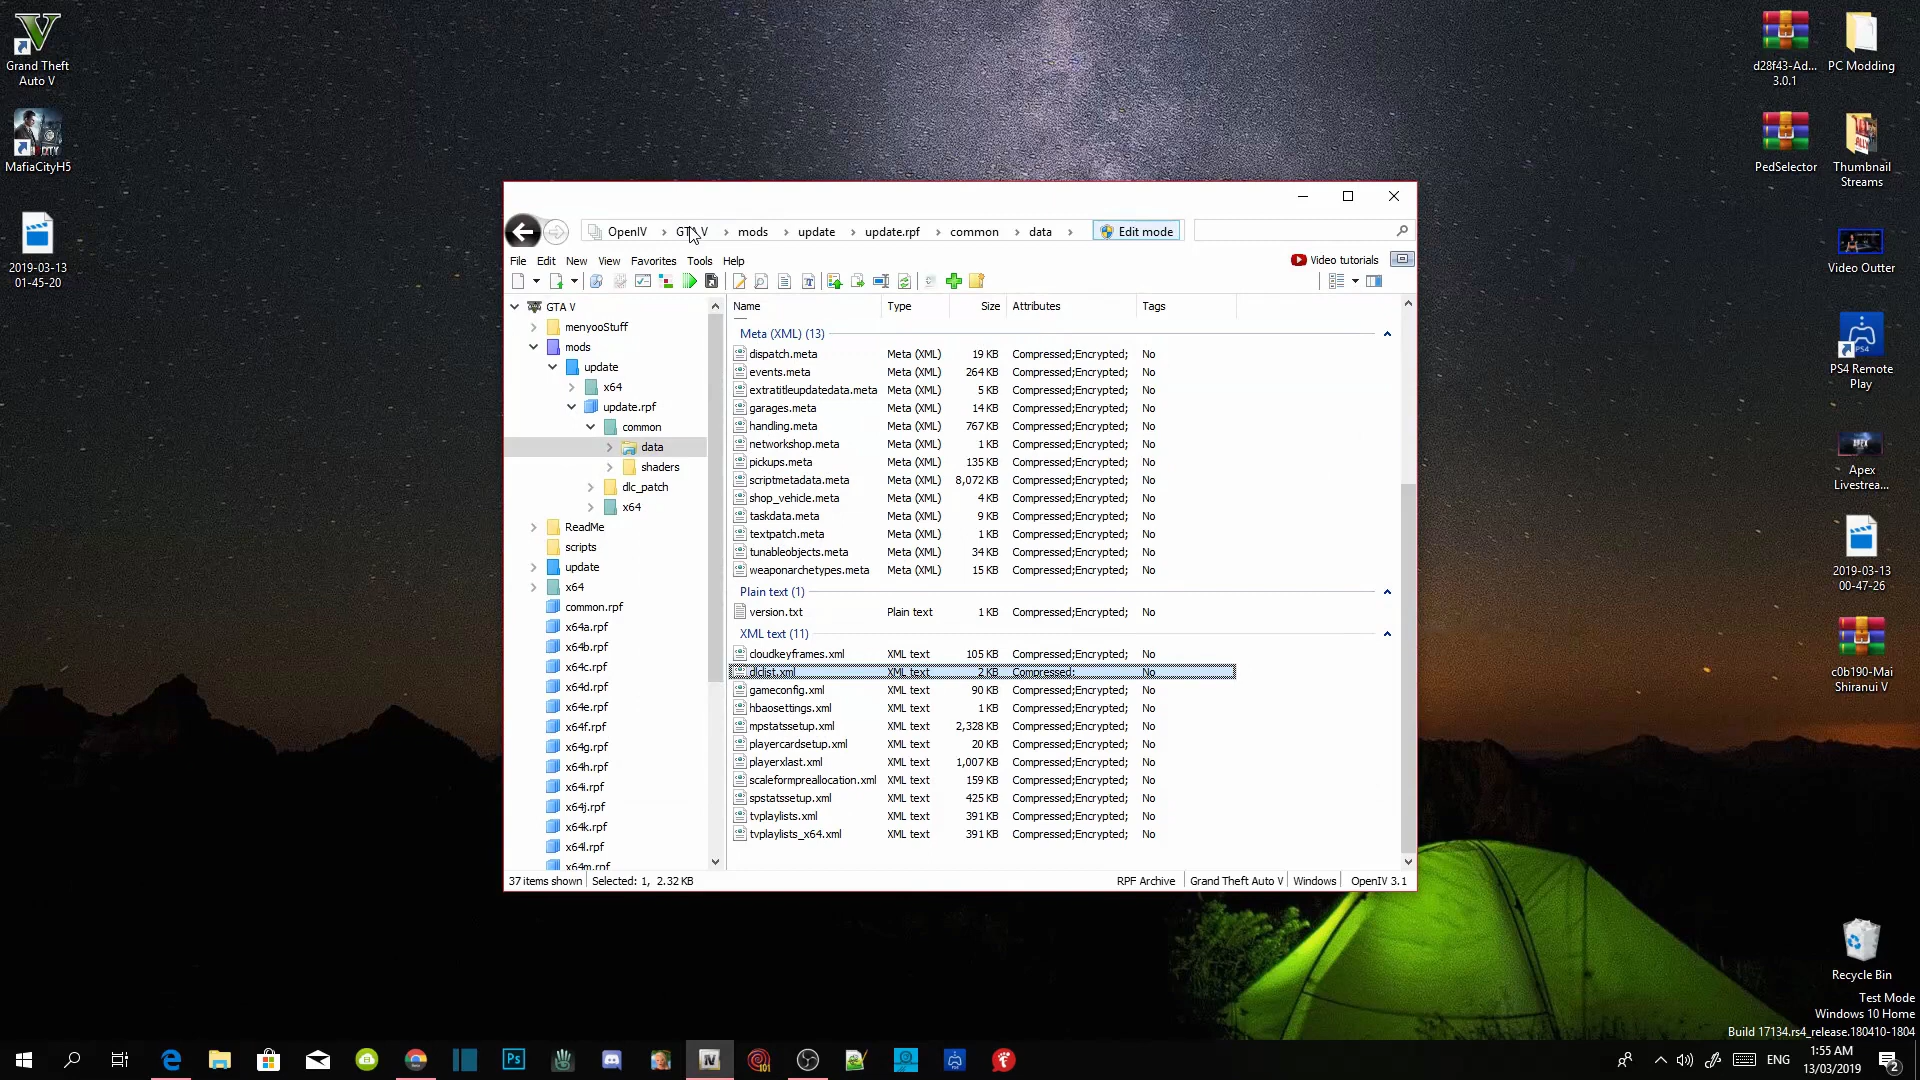 Grand Theft
Auto V
MafiaCityH5
2019-03-13
01-45-20
d28f43-Ad...
3.0.1
PC Modding
PedSelector
Thumbnail
Streams
Video Outter
PS4 Remote
Play
Apex
Livestrea...
2019-03-13
00-47-26
c0b190-Mai
Shiranui V
Recycle Bin
OpenIV
GTA V
mods
update
update.rpf
common
data
Edit mode
File Edit New View Favorites Tools Help
Video tutorials
GTA V
menyooStuff
mods
update
x64
update.rpf
common
data
shaders
dlc_patch
x64
ReadMe
scripts
update
x64
common.rpf
x64a.rpf
x64b.rpf
x64c.rpf
x64d.rpf
x64e.rpf
x64f.rpf
x64g.rpf
x64h.rpf
x64i.rpf
x64j.rpf
x64k.rpf
x64l.rpf
x64m.rpf
Name Type Size Attributes Tags
Meta (XML) (13)
dispatch.meta Meta (XML) 19 KB Compressed;Encrypted; No
events.meta Meta (XML) 264 KB Compressed;Encrypted; No
extratitleupdatedata.meta Meta (XML) 5 KB Compressed;Encrypted; No
garages.meta Meta (XML) 14 KB Compressed;Encrypted; No
handling.meta Meta (XML) 767 KB Compressed;Encrypted; No
networkshop.meta Meta (XML) 1 KB Compressed;Encrypted; No
pickups.meta Meta (XML) 135 KB Compressed;Encrypted; No
scriptmetadata.meta Meta (XML) 8,072 KB Compressed;Encrypted; No
shop_vehicle.meta Meta (XML) 4 KB Compressed;Encrypted; No
taskdata.meta Meta (XML) 9 KB Compressed;Encrypted; No
textpatch.meta Meta (XML) 1 KB Compressed;Encrypted; No
tunableobjects.meta Meta (XML) 34 KB Compressed;Encrypted; No
weaponarchetypes.meta Meta (XML) 15 KB Compressed;Encrypted; No
Plain text (1)
version.txt Plain text 1 KB Compressed;Encrypted; No
XML text (11)
cloudkeyframes.xml XML text 105 KB Compressed;Encrypted; No
dlclist.xml XML text 2 KB Compressed; No
gameconfig.xml XML text 90 KB Compressed;Encrypted; No
hbaosettings.xml XML text 1 KB Compressed;Encrypted; No
mpstatssetup.xml XML text 2,328 KB Compressed;Encrypted; No
playercardsetup.xml XML text 20 KB Compressed;Encrypted; No
playerxlast.xml XML text 1,007 KB Compressed;Encrypted; No
scaleformpreallocation.xml XML text 159 KB Compressed;Encrypted; No
spstatssetup.xml XML text 425 KB Compressed;Encrypted; No
tvplaylists.xml XML text 391 KB Compressed;Encrypted; No
tvplaylists_x64.xml XML text 391 KB Compressed;Encrypted; No
37 items shown Selected: 1, 2.32 KB RPF Archive Grand Theft Auto V Windows OpenIV 3.1
Test Mode
Windows 10 Home
Build 17134.rs4_release.180410-1804
ENG
1:55 AM
13/03/2019
2